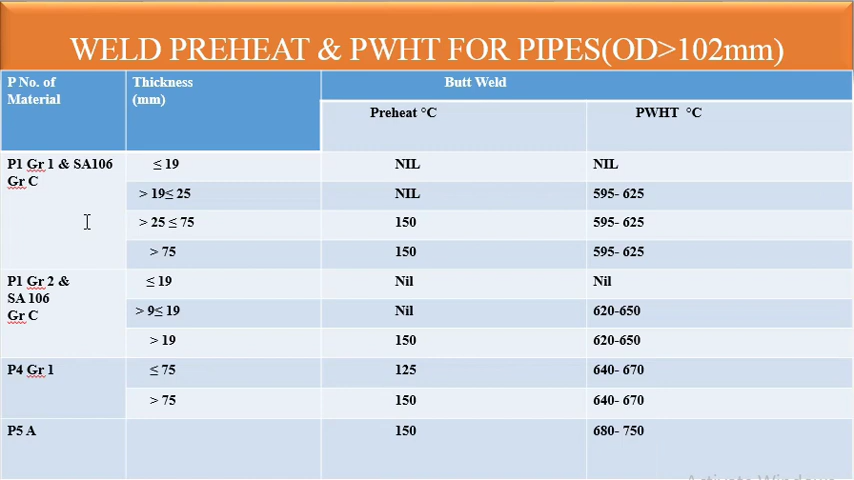 WELD PREHEAT & PWHT FOR PIPES(OD>102mm)
P No. of Material Thickness (mm) Butt Weld
Preheat °C PWHT °C
P1 Gr 1 & SA106 Gr C ≤ 19 NIL NIL
> 19≤ 25 NIL 595- 625
> 25 ≤ 75 150 595- 625
> 75 150 595- 625
P1 Gr 2 & SA 106 Gr C ≤ 19 Nil Nil
> 9≤ 19 Nil 620-650
> 19 150 620-650
P4 Gr 1 ≤ 75 125 640- 670
> 75 150 640- 670
P5 A 150 680- 750
Activate Windows